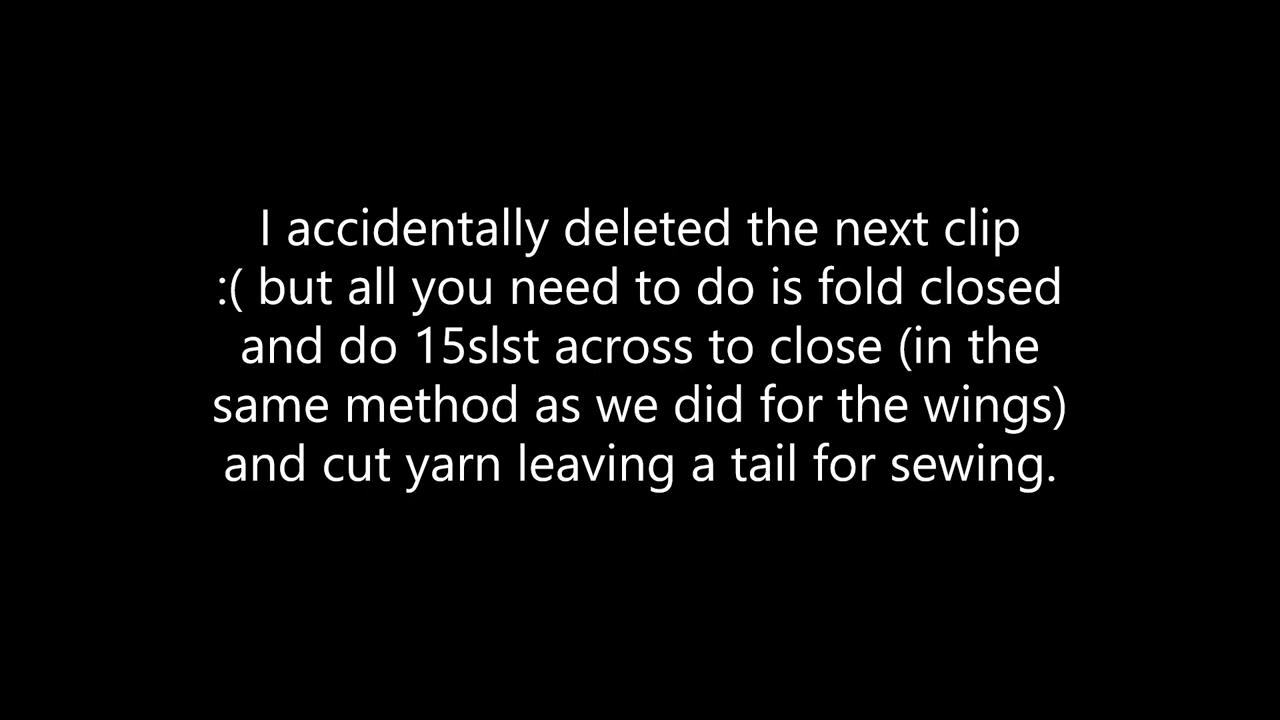 I accidentally deleted the next clip
:( but all you need to do is fold closed
and do 15slst across to close (in the
same method as we did for the wings)
and cut yarn leaving a tail for sewing.